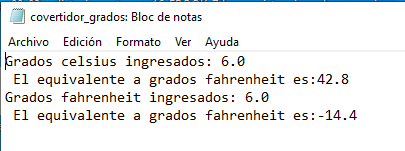 covertidor_grados: Bloc de notas
Archivo Edición Formato Ver Ayuda
Grados celsius ingresados: 6.0
El equivalente a grados fahrenheit es:42.8
Grados fahrenheit ingresados: 6.0
El equivalente a grados fahrenheit es:-14.4